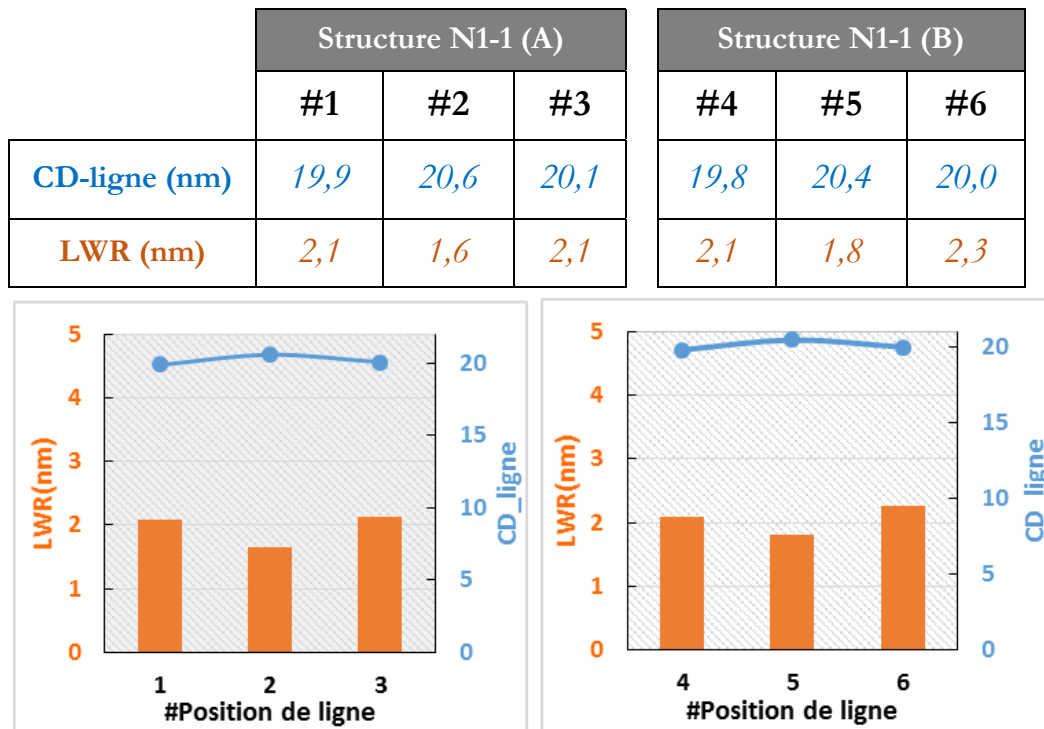 Structure N1-1 (A) Structure N1-1 (B)
#1 #2 #3 #4 #5 #6
CD-ligne (nm) 19,9 20,6 20,1 19,8 20,4 20,0
LWR (nm) 2,1 1,6 2,1 2,1 1,8 2,3
5
4
3
2
1
0
LWR(nm)
20
15
10
5
0
CD_ligne
1 2 3
#Position de ligne
5
4
3
2
1
0
LWR(nm)
20
15
10
5
0
CD_ligne
4 5 6
#Position de ligne